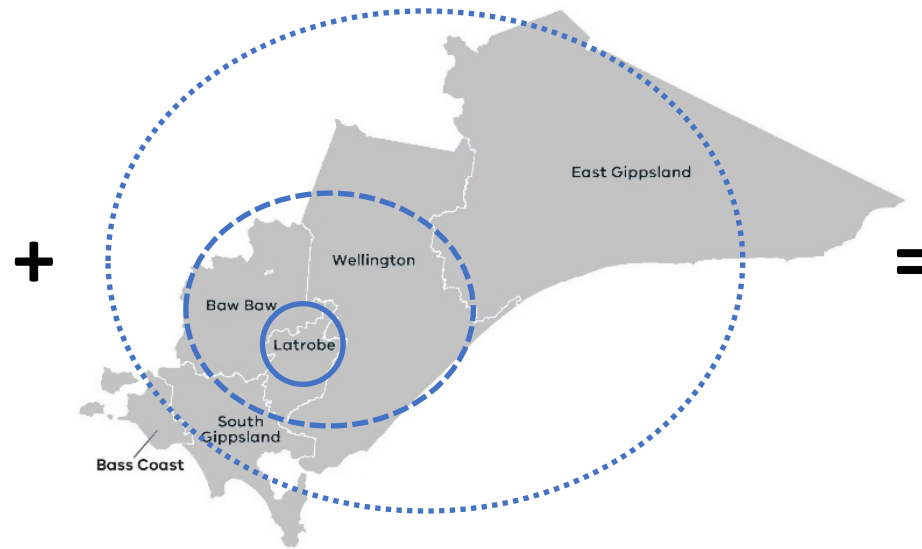 East Gippsland
Wellington
+
=
Baw Baw
Latrobe
South
Gippsland
Bass Coast